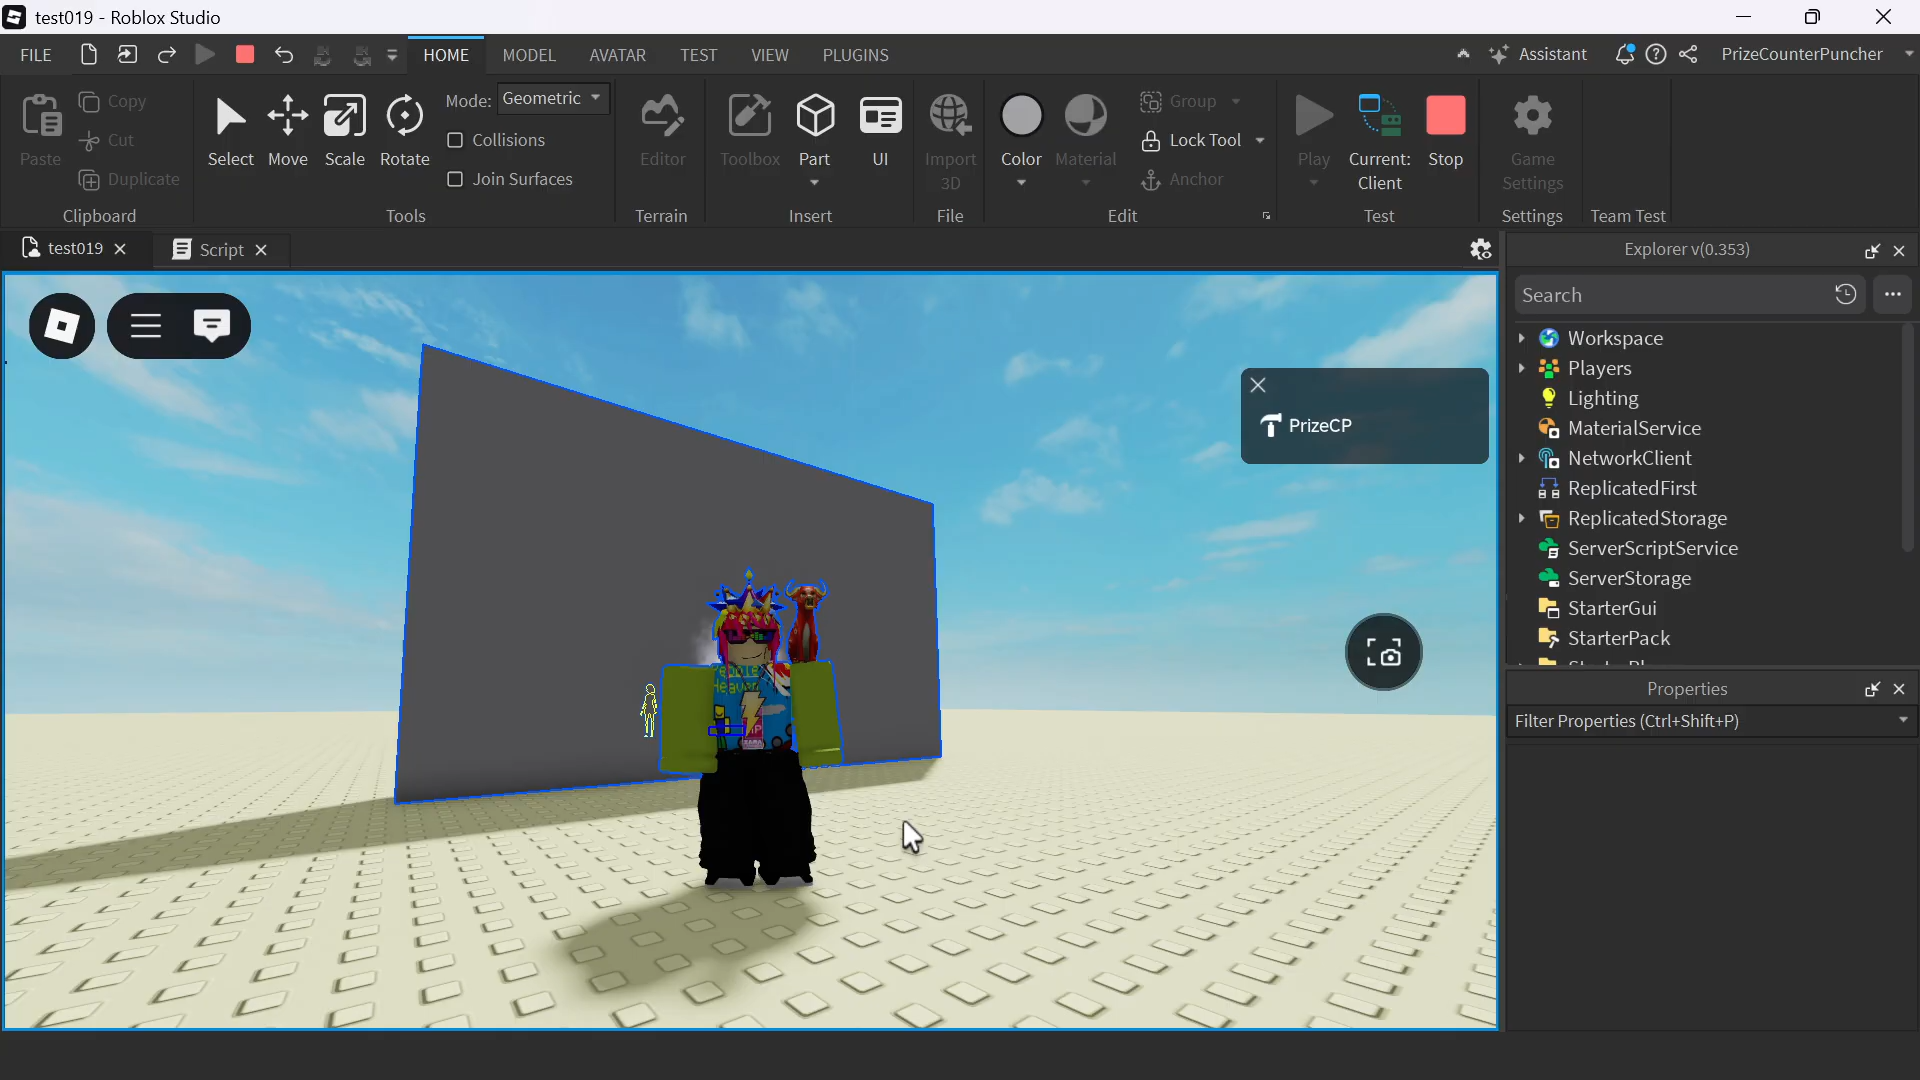 test019 - Roblox Studio
FILE HOME MODEL AVATAR TEST VIEW PLUGINS Assistant PrizeCounterPuncher
Paste
Copy
Cut
Duplicate
Clipboard
Select Move Scale Rotate
Mode: Geometric
Collisions
Join Surfaces
Tools
Editor
Terrain
Toolbox Part UI
Insert
Import
3D
File
Color Material
Group
Lock Tool
Anchor
Edit
Play
Current:
Client
Stop
Test
Game
Settings
Settings
Team Test
test019 Script
Explorer v(0.353)
Search
Workspace
Players
Lighting
MaterialService
NetworkClient
ReplicatedFirst
ReplicatedStorage
ServerScriptService
ServerStorage
StarterGui
StarterPack
PrizeCP
Heaven
Properties
Filter Properties (Ctrl+Shift+P)